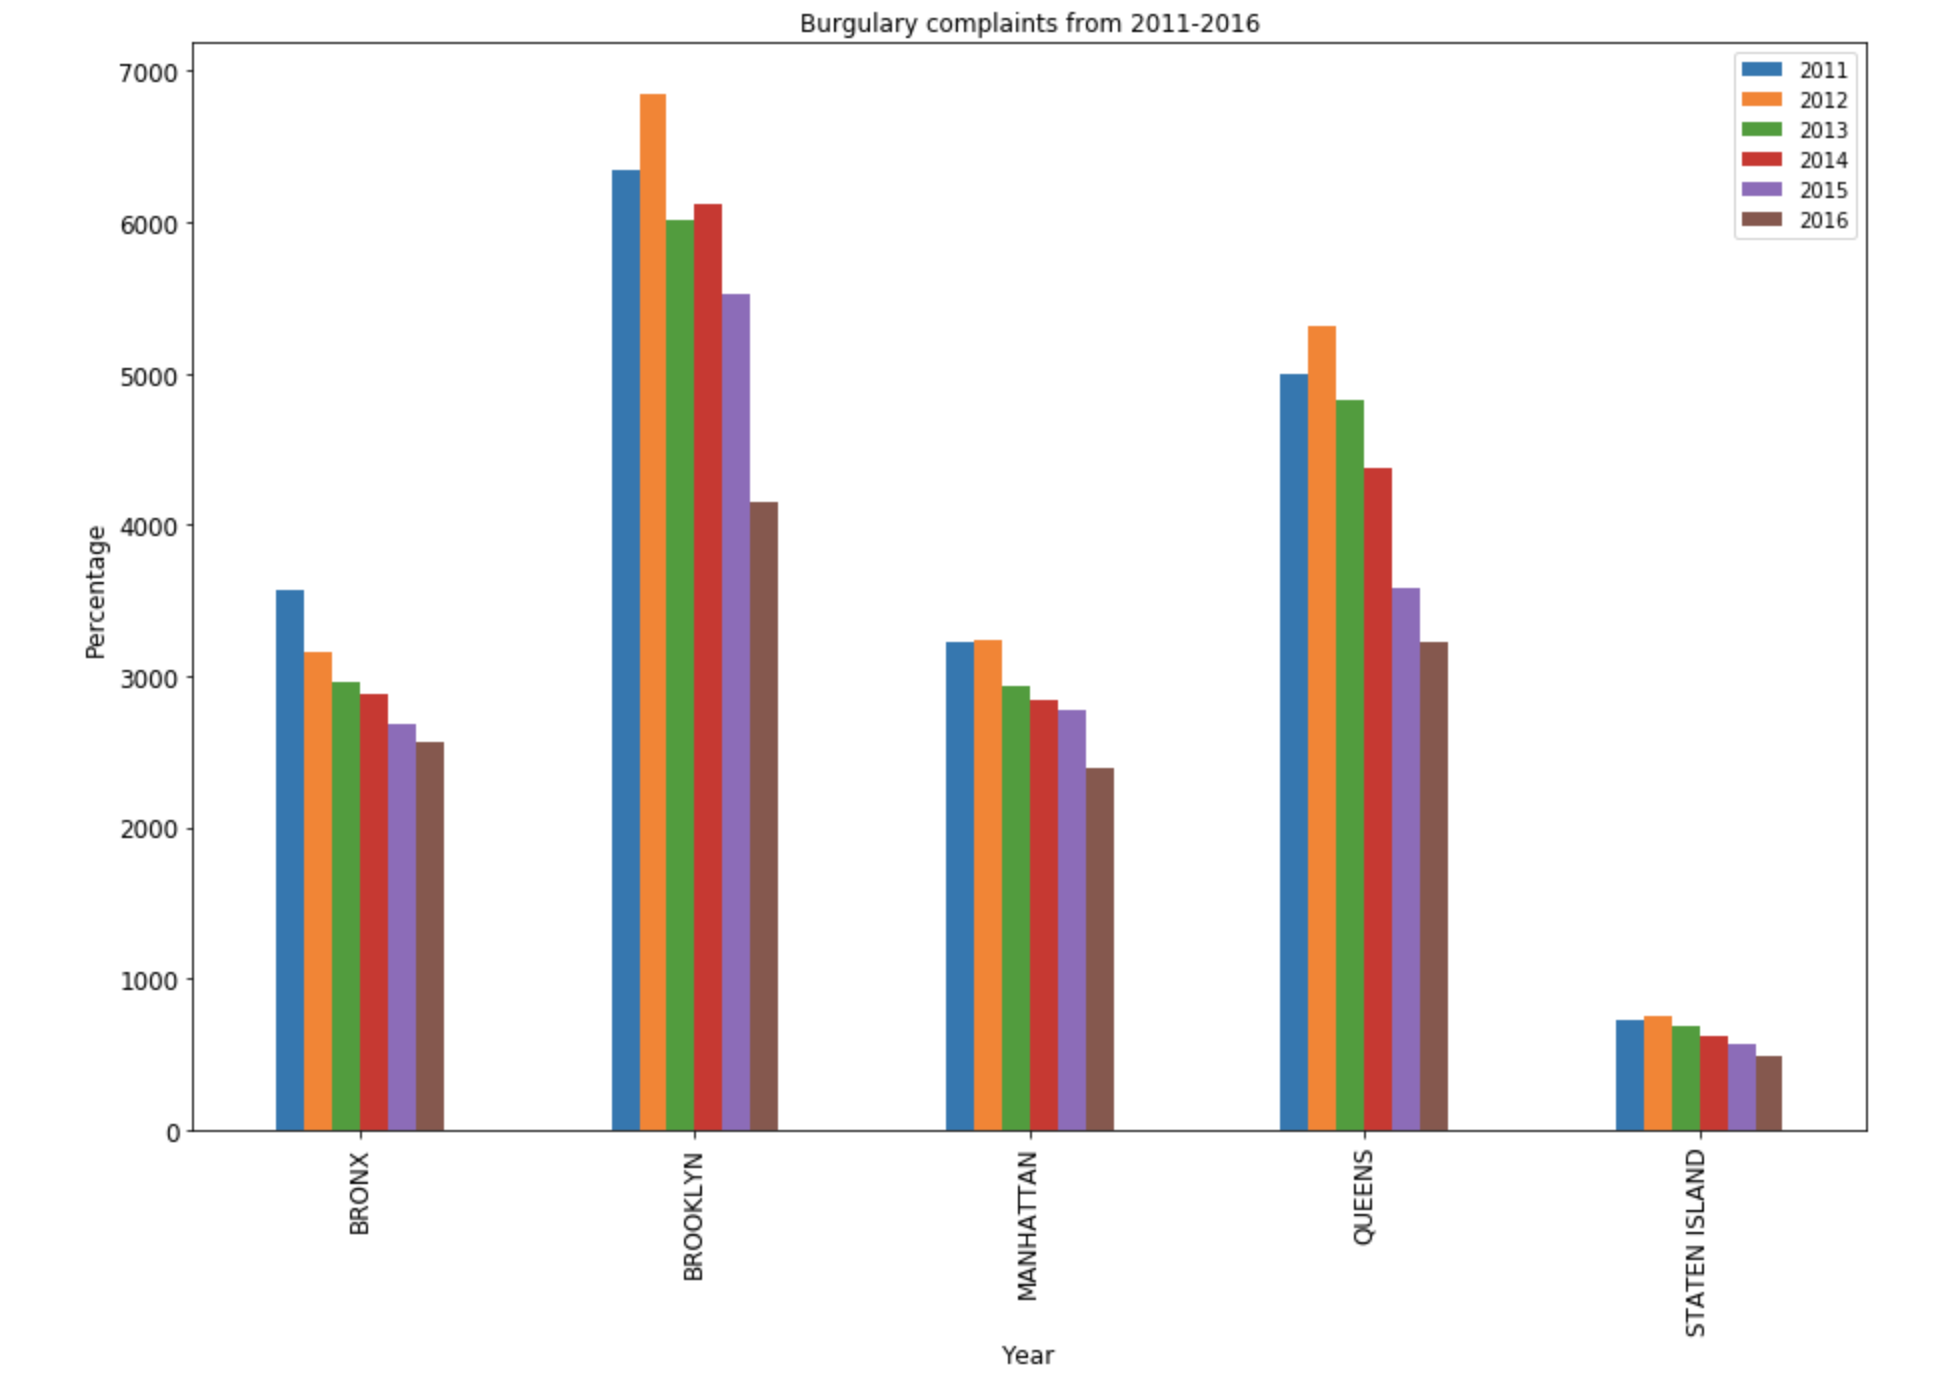 Burgulary complaints from 2011-2016
7000
6000
5000
4000
3000
2000
1000
0
Percentage
2011
2012
2013
2014
2015
2016
BRONX
BROOKLYN
MANHATTAN
QUEENS
STATEN ISLAND
Year